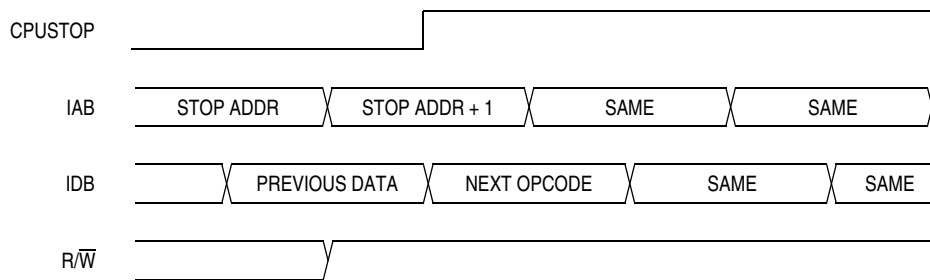 CPUSTOP
IAB STOP ADDR STOP ADDR + 1 SAME SAME
IDB PREVIOUS DATA NEXT OPCODE SAME SAME
R/W̅